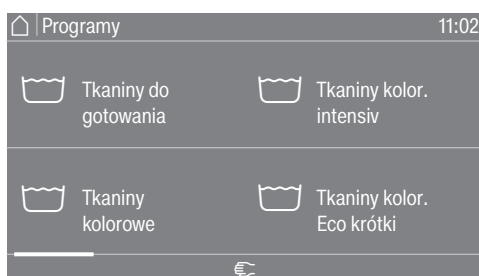 Programy 11:02
Tkaniny do
gotowania
Tkaniny kolor.
intensiv
Tkaniny
kolorowe
Tkaniny kolor.
Eco krótki